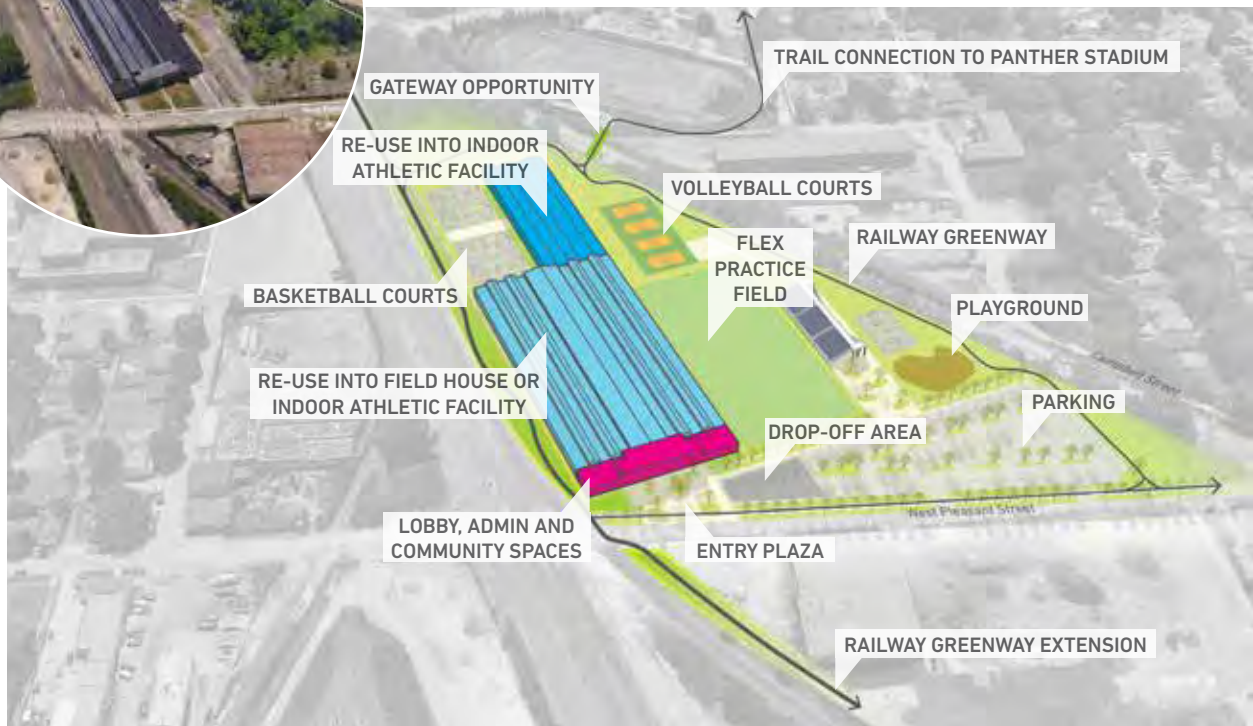 TRAIL CONNECTION TO PANTHER STADIUM
GATEWAY OPPORTUNITY
RE-USE INTO INDOOR
ATHLETIC FACILITY
VOLLEYBALL COURTS
FLEX
PRACTICE
FIELD
RAILWAY GREENWAY
BASKETBALL COURTS
PLAYGROUND
RE-USE INTO FIELD HOUSE OR
INDOOR ATHLETIC FACILITY
PARKING
DROP-OFF AREA
West Pleasant Street
LOBBY, ADMIN AND
COMMUNITY SPACES
ENTRY PLAZA
RAILWAY GREENWAY EXTENSION